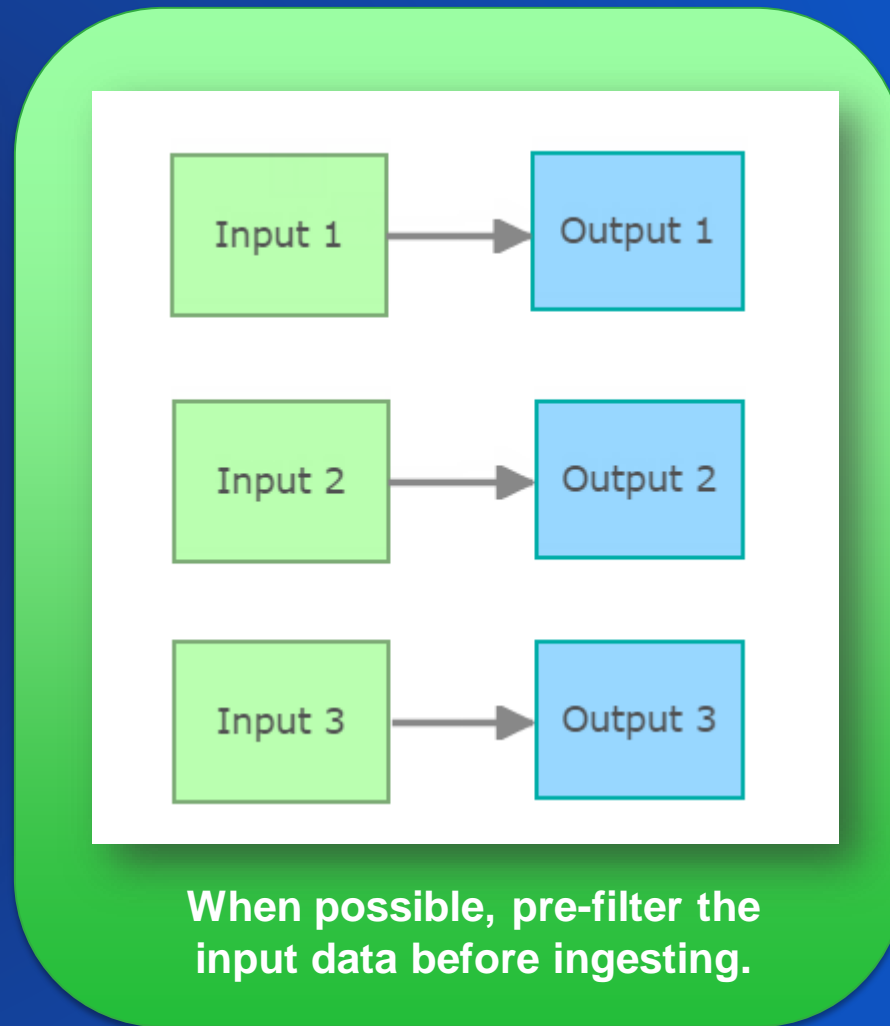 Input 1
Output 1
Input 2
Output 2
Input 3
Output 3
When possible, pre-filter the
input data before ingesting.